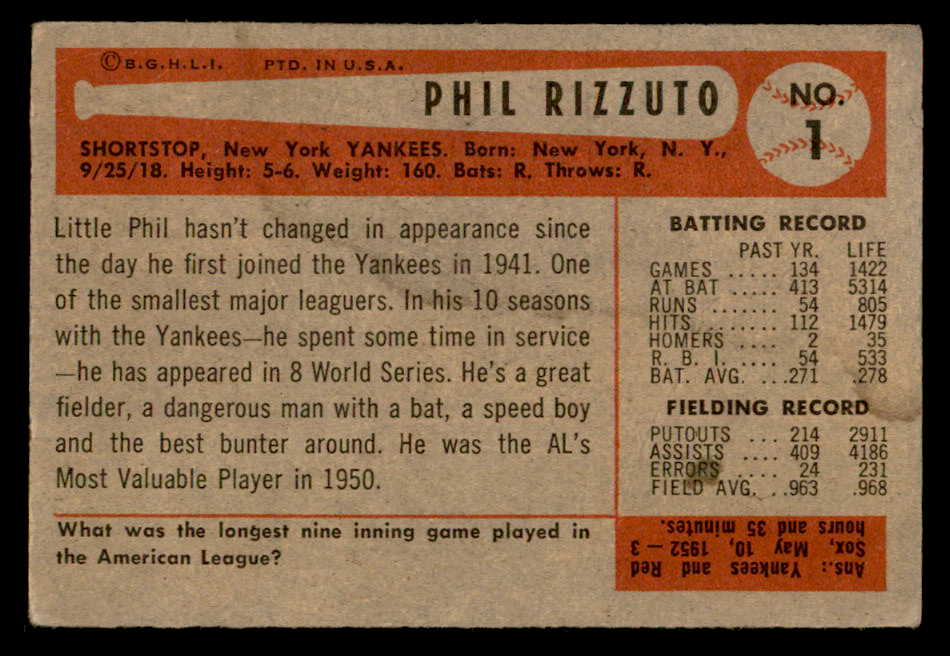 © B.G.H.L.I. PTD. IN U.S.A.
PHIL RIZZUTO
NO.
1
SHORTSTOP, New York YANKEES. Born: New York, N. Y.,
9/25/18. Height: 5-6. Weight: 160. Bats: R. Throws: R.
Little Phil hasn't changed in appearance since
the day he first joined the Yankees in 1941. One
of the smallest major leaguers. In his 10 seasons
with the Yankees—he spent some time in service
—he has appeared in 8 World Series. He's a great
fielder, a dangerous man with a bat, a speed boy
and the best bunter around. He was the AL's
Most Valuable Player in 1950.
BATTING RECORD
PAST YR. LIFE
GAMES ..... 134 1422
AT BAT ..... 413 5314
RUNS ..... 54 805
HITS ....... 112 1479
HOMERS .... 2 35
R. B. I. .... 54 533
BAT. AVG. ...271 .278
FIELDING RECORD
PUTOUTS ... 214 2911
ASSISTS .... 409 4186
ERRORS .... 24 231
FIELD AVG. . .963 .968
What was the longest nine inning game played in
the American League?
Ans.: Yankees and Red
Sox, May 10, 1952 — 3
hours and 35 minutes.